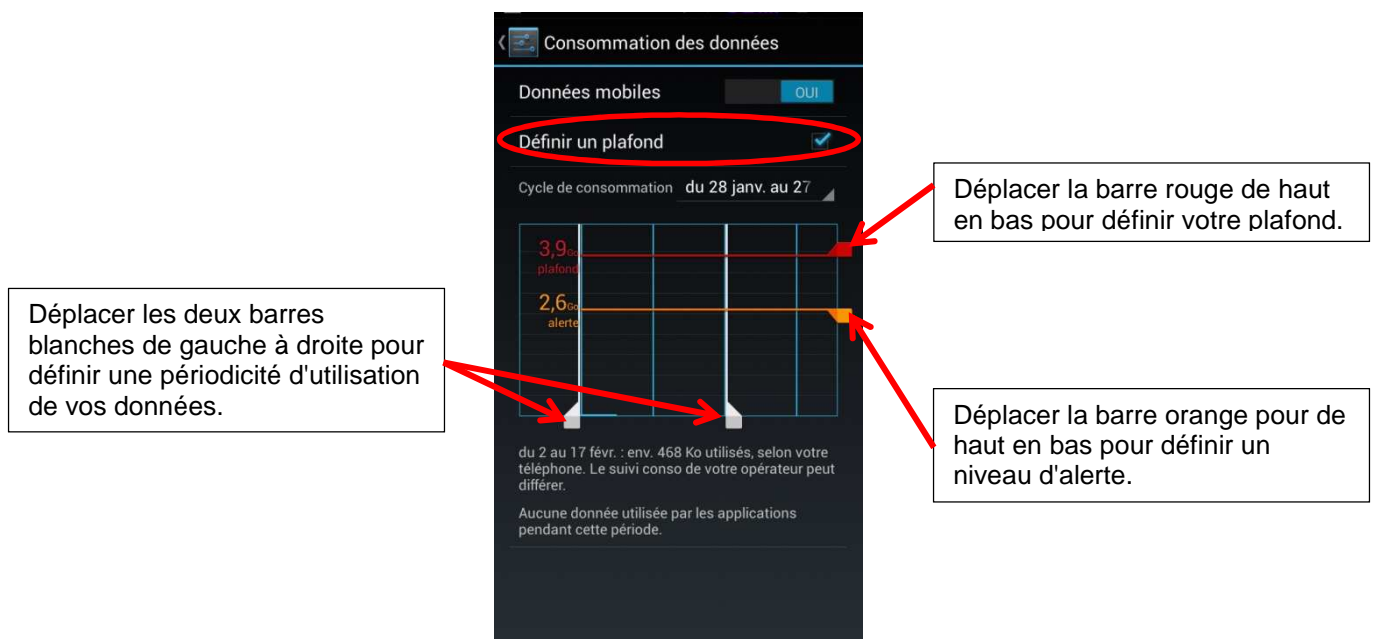 Consommation des données
Données mobiles
OUI
Définir un plafond
Cycle de consommation du 28 janv. au 27
3,9Go
plafond
2,6Go
alerte
du 2 au 17 févr. : env. 468 Ko utilisés, selon votre
téléphone. Le suivi conso de votre opérateur peut
différer.
Aucune donnée utilisée par les applications
pendant cette période.
Déplacer les deux barres
blanches de gauche à droite pour
définir une périodicité d'utilisation
de vos données.
Déplacer la barre rouge de haut
en bas pour définir votre plafond.
Déplacer la barre orange pour de
haut en bas pour définir un
niveau d'alerte.